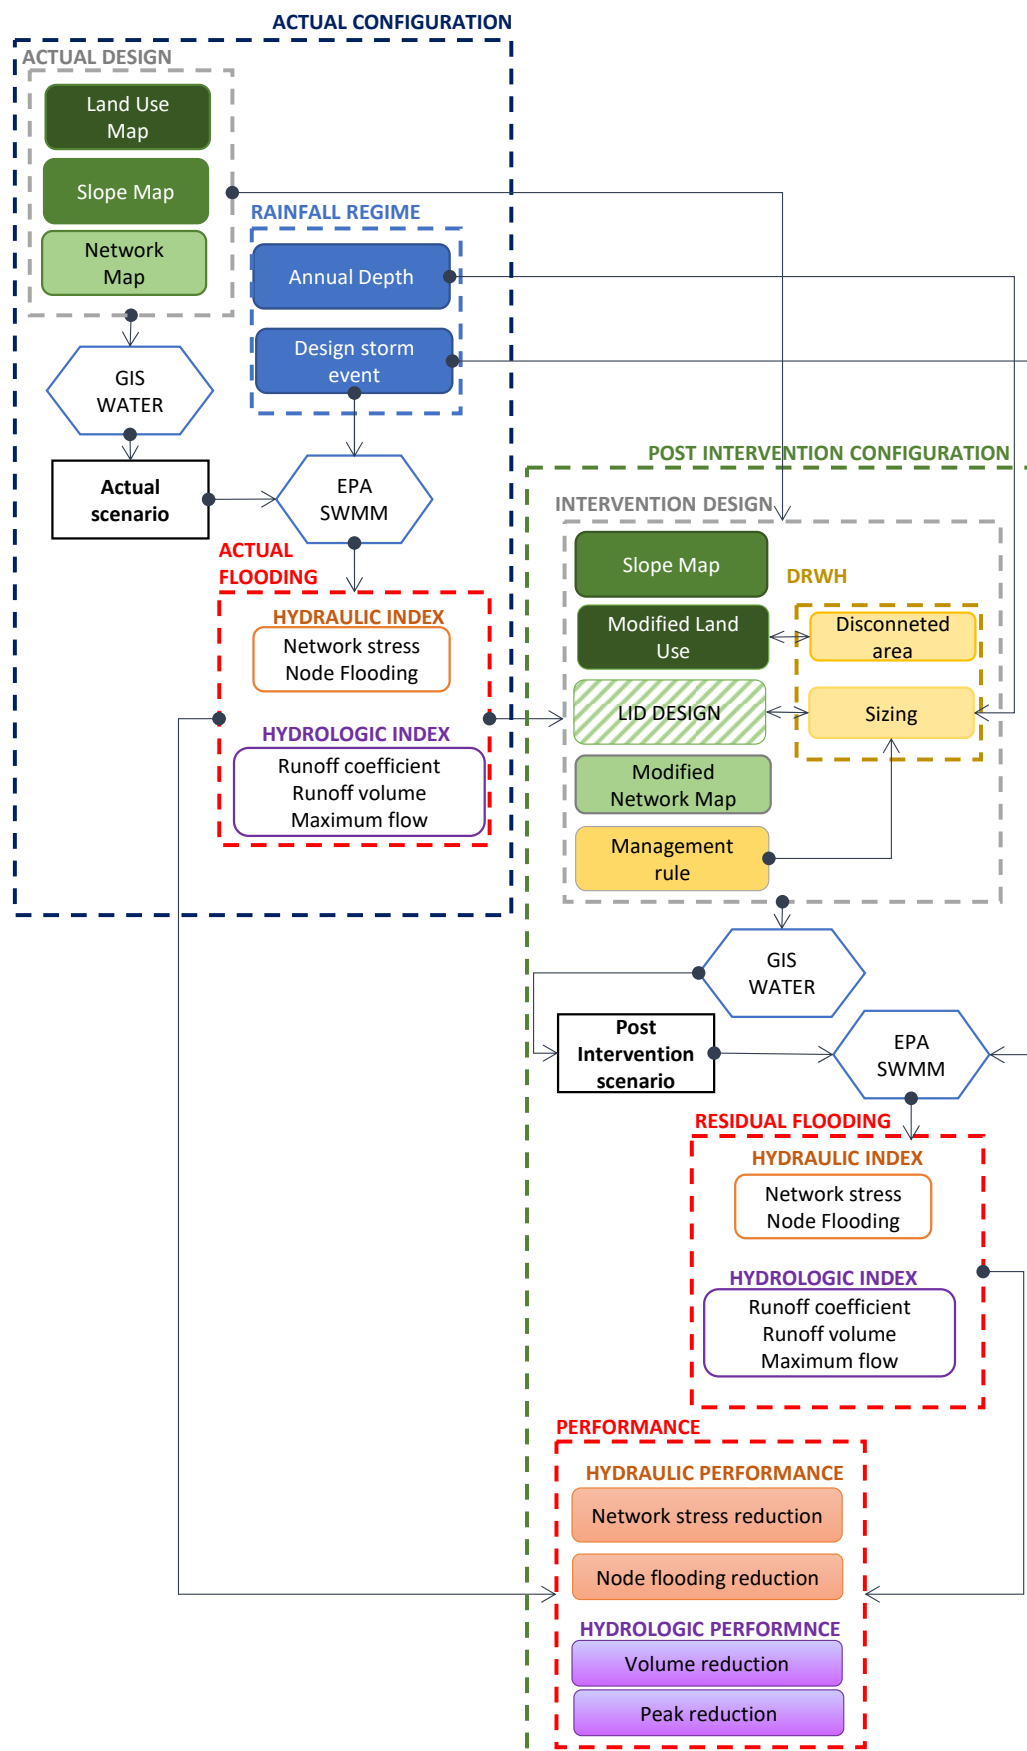 ACTUAL CONFIGURATION
ACTUAL DESIGN
Land Use
Map
Slope Map
Network
Map
RAINFALL REGIME
Annual Depth
Design storm
event
GIS
WATER
Actual
scenario
EPA
SWMM
ACTUAL
FLOODING
HYDRAULIC INDEX
Network stress
Node Flooding
HYDROLOGIC INDEX
Runoff coefficient
Runoff volume
Maximum flow
POST INTERVENTION CONFIGURATION
INTERVENTION DESIGN
Slope Map
DRWH
Modified Land
Use
Disconneted
area
LID DESIGN
Sizing
Modified
Network Map
Management
rule
GIS
WATER
Post
Intervention
scenario
EPA
SWMM
RESIDUAL FLOODING
HYDRAULIC INDEX
Network stress
Node Flooding
HYDROLOGIC INDEX
Runoff coefficient
Runoff volume
Maximum flow
PERFORMANCE
HYDRAULIC PERFORMANCE
Network stress reduction
Node flooding reduction
HYDROLOGIC PERFORMNCE
Volume reduction
Peak reduction